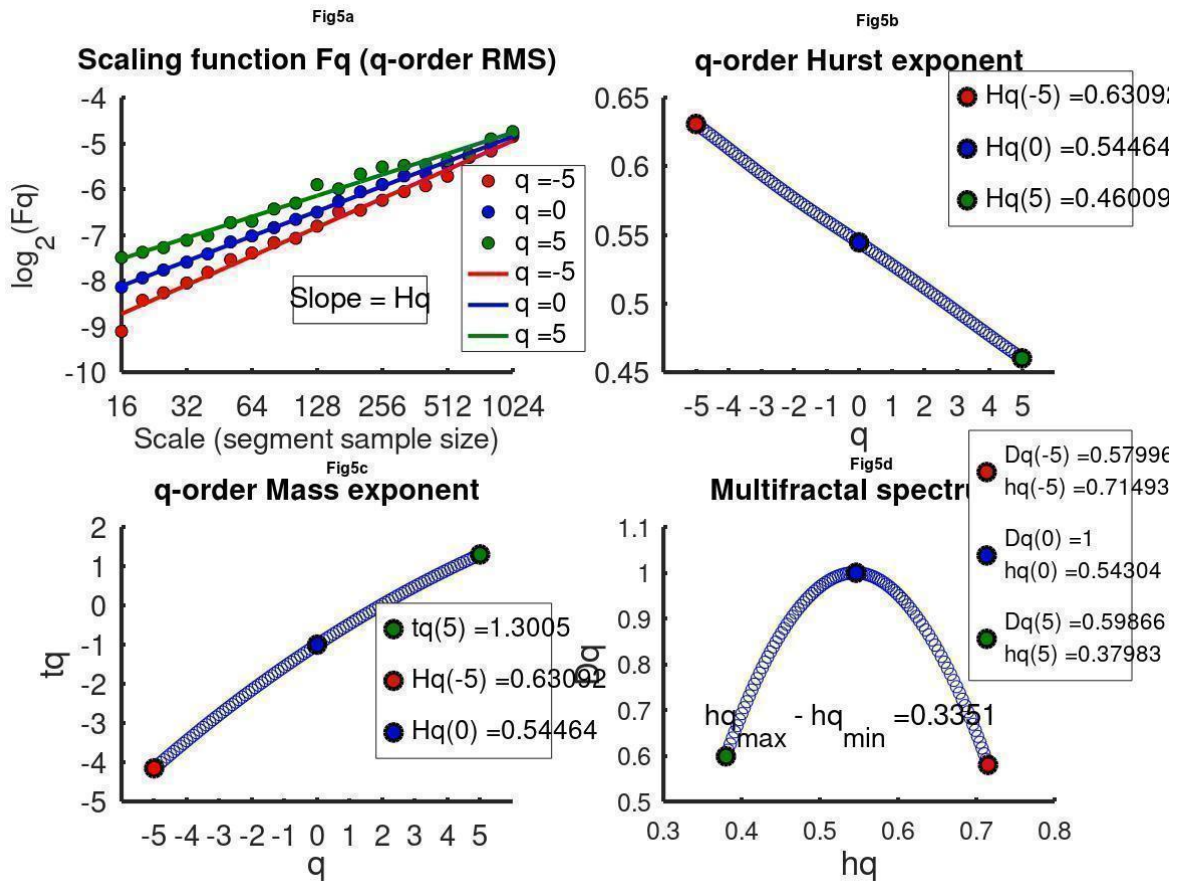 Fig5a
Scaling function Fq (q-order RMS)
-4
-5
-6
-7
-8
-9
-10
log2(Fq)
q =-5
q =0
q =5
q =-5
q =0
q =5
Slope = Hq
16 32 64 128 256 512 1024
Scale (segment sample size)
Fig5b
q-order Hurst exponent
Hq(-5) =0.63092
Hq(0) =0.54464
Hq(5) =0.46009
0.65
0.6
0.55
0.5
0.45
-5 -4 -3 -2 -1 0 1 2 3 4 5
q
Fig5c
q-order Mass exponent
2
1
0
-1
-2
-3
-4
-5
tq
tq(5) =1.3005
Hq(-5) =0.63092
Hq(0) =0.54464
-5 -4 -3 -2 -1 0 1 2 3 4 5
q
Fig5d
Multifractal spectru
Dq(-5) =0.57996
hq(-5) =0.71493
Dq(0) =1
hq(0) =0.54304
Dq(5) =0.59866
hq(5) =0.37983
1.1
1
0.9
0.8
0.7
0.6
0.5
Dq
hqmax - hqmin =0.3351
0.3 0.4 0.5 0.6 0.7 0.8
hq